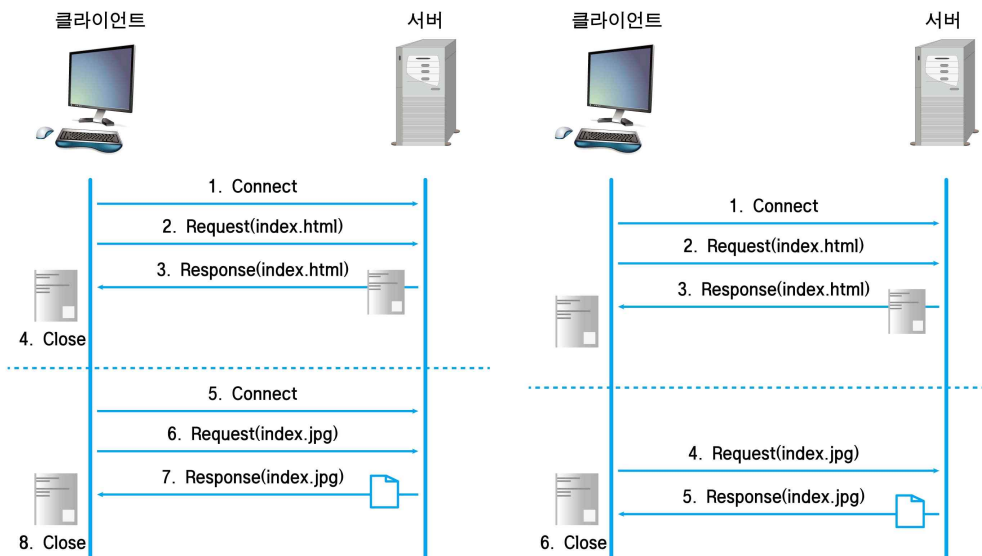 클라이언트
서버
1. Connect
2. Request(index.html)
3. Response(index.html)
4. Close
5. Connect
6. Request(index.jpg)
7. Response(index.jpg)
8. Close
클라이언트
서버
1. Connect
2. Request(index.html)
3. Response(index.html)
4. Request(index.jpg)
5. Response(index.jpg)
6. Close